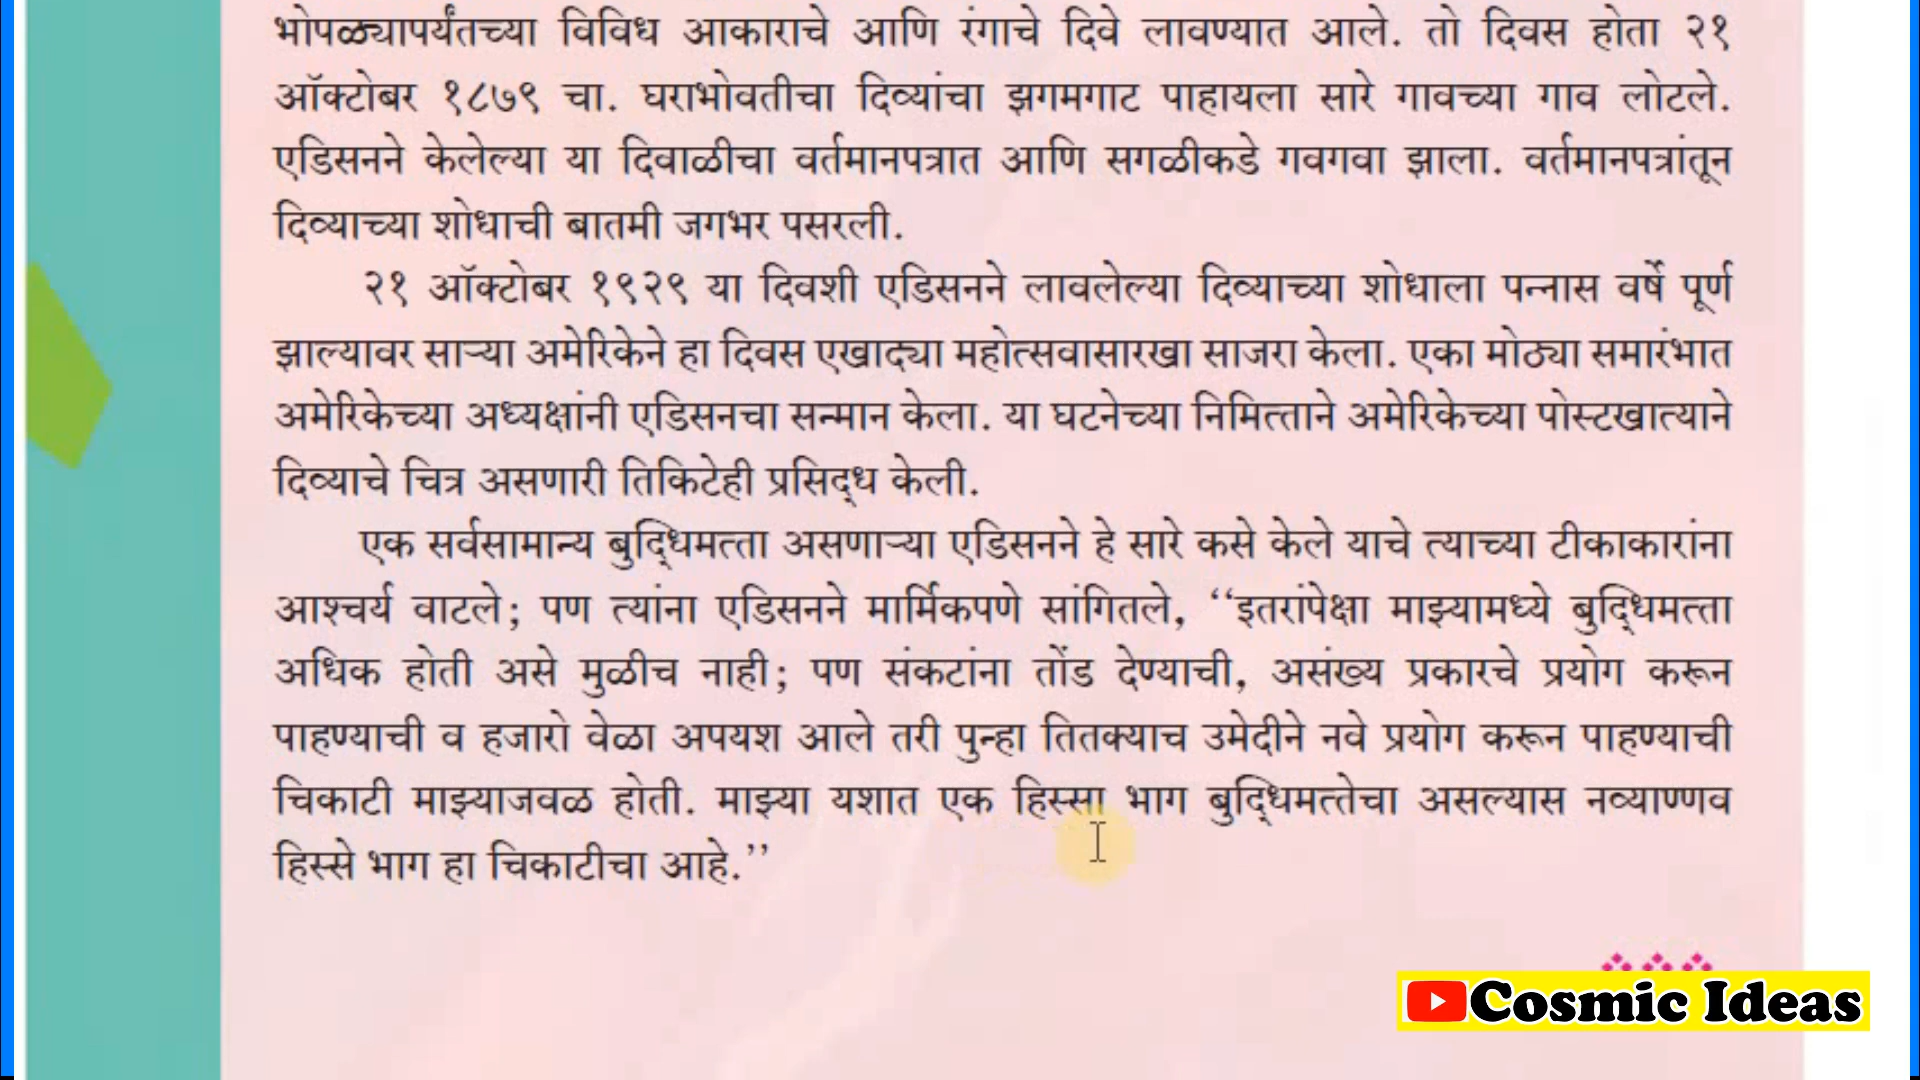 भोपळ्यापर्यंतच्या विविध आकाराचे आणि रंगाचे दिवे लावण्यात आले. तो दिवस होता २१
ऑक्टोबर १८७९ चा. घराभोवतीचा दिव्यांचा झगमगाट पाहायला सारे गावच्या गाव लोटले.
एडिसनने केलेल्या या दिवाळीचा वर्तमानपत्रात आणि सगळीकडे गवगवा झाला. वर्तमानपत्रांतून
दिव्याच्या शोधाची बातमी जगभर पसरली.
२१ ऑक्टोबर १९२९ या दिवशी एडिसनने लावलेल्या दिव्याच्या शोधाला पन्नास वर्षे पूर्ण
झाल्यावर साऱ्या अमेरिकेने हा दिवस एखाद्या महोत्सवासारखा साजरा केला. एका मोठ्या समारंभात
अमेरिकेच्या अध्यक्षांनी एडिसनचा सन्मान केला. या घटनेच्या निमित्ताने अमेरिकेच्या पोस्टखात्याने
दिव्याचे चित्र असणारी तिकिटेही प्रसिद्ध केली.
एक सर्वसामान्य बुद्धिमत्ता असणाऱ्या एडिसनने हे सारे कसे केले याचे त्याच्या टीकाकारांना
आश्चर्य वाटले; पण त्यांना एडिसनने मार्मिकपणे सांगितले, ‘‘इतरांपेक्षा माझ्यामध्ये बुद्धिमत्ता
अधिक होती असे मुळीच नाही; पण संकटांना तोंड देण्याची, असंख्य प्रकारचे प्रयोग करून
पाहण्याची व हजारो वेळा अपयश आले तरी पुन्हा तितक्याच उमेदीने नवे प्रयोग करून पाहण्याची
चिकाटी माझ्याजवळ होती. माझ्या यशात एक हिस्सा भाग बुद्धिमत्तेचा असल्यास नव्याण्णव
हिस्से भाग हा चिकाटीचा आहे.’’
Cosmic Ideas